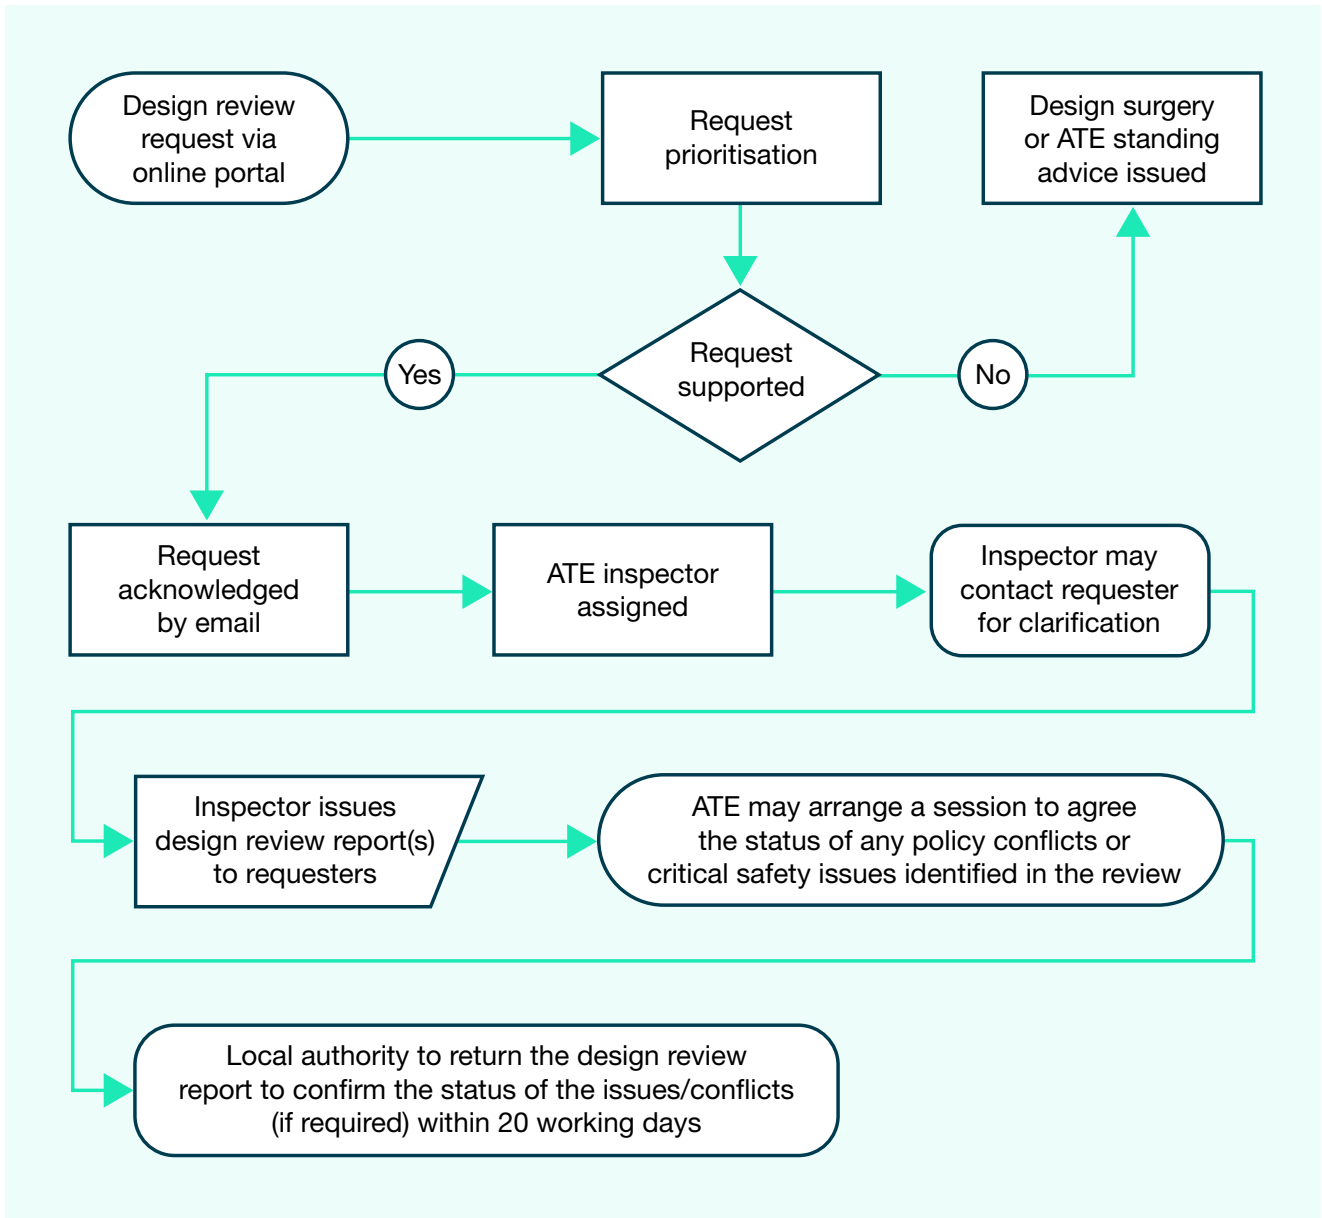 Design review
request via
online portal
Request
prioritisation
Design surgery
or ATE standing
advice issued
Request
supported
Yes
No
Request
acknowledged
by email
ATE inspector
assigned
Inspector may
contact requester
for clarification
Inspector issues
design review report(s)
to requesters
ATE may arrange a session to agree
the status of any policy conflicts or
critical safety issues identified in the review
Local authority to return the design review
report to confirm the status of the issues/conflicts
(if required) within 20 working days